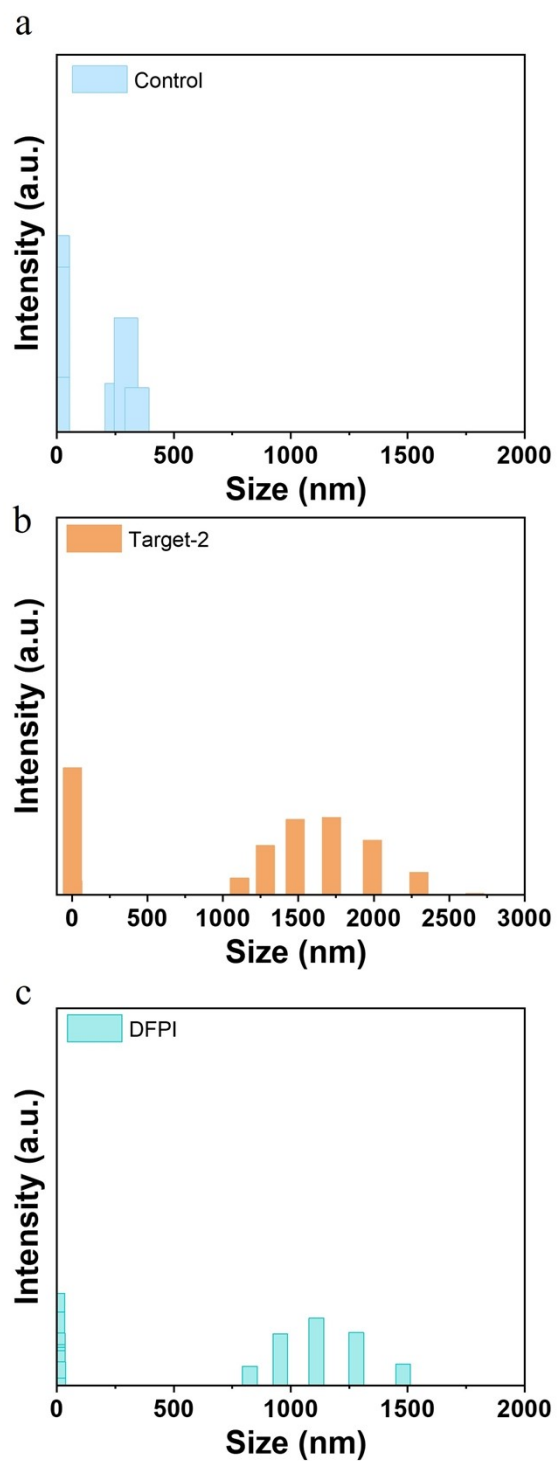 a
Control
Intensity (a.u.)
0 500 1000 1500 2000
Size (nm)
b
Target-2
Intensity (a.u.)
0 500 1000 1500 2000 2500 3000
Size (nm)
c
DFPI
Intensity (a.u.)
0 500 1000 1500 2000
Size (nm)